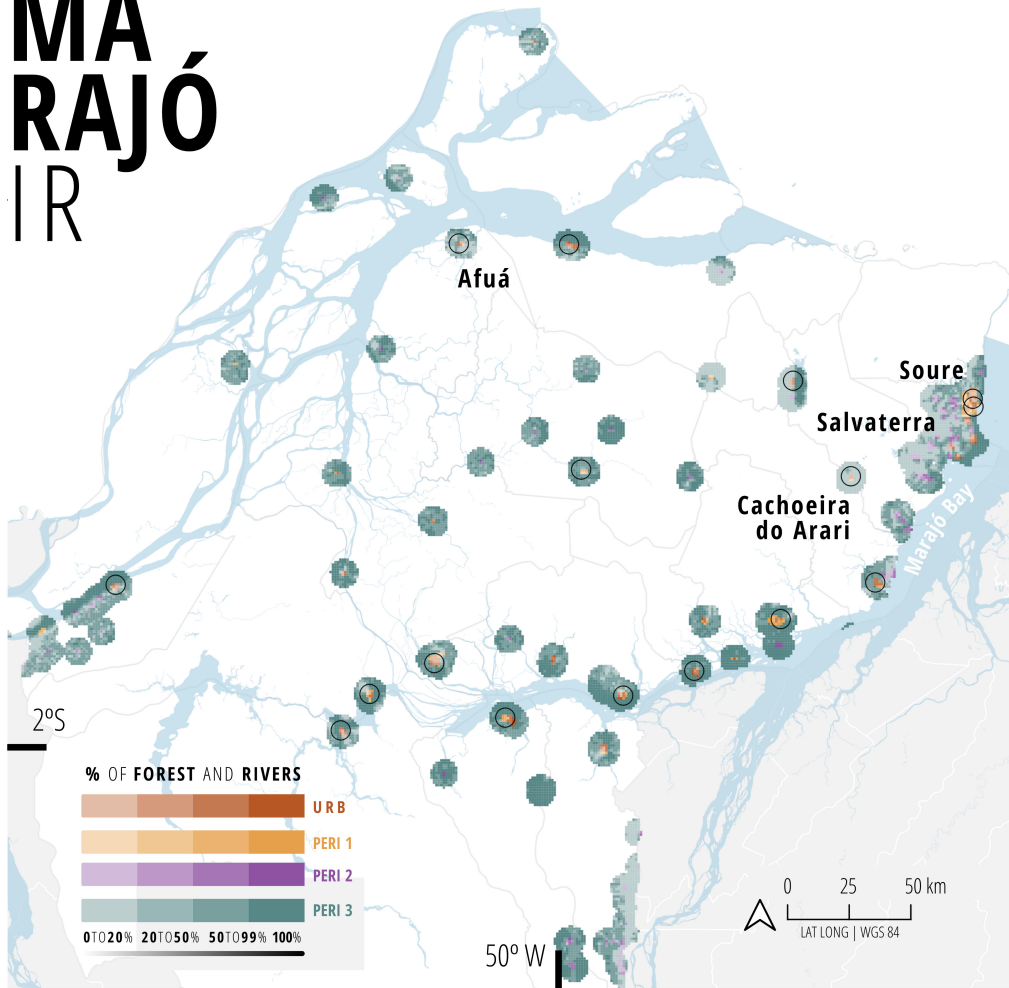 MA
RAJÓ
IR
Afuá
Soure
Salvaterra
Cachoeira
do Arari
Marajó Bay
2ºS
% OF FOREST AND RIVERS
URB
PERI 1
PERI 2
PERI 3
0TO20% 20TO50% 50TO99% 100%
50º W
0 25 50 km
LAT LONG | WGS 84